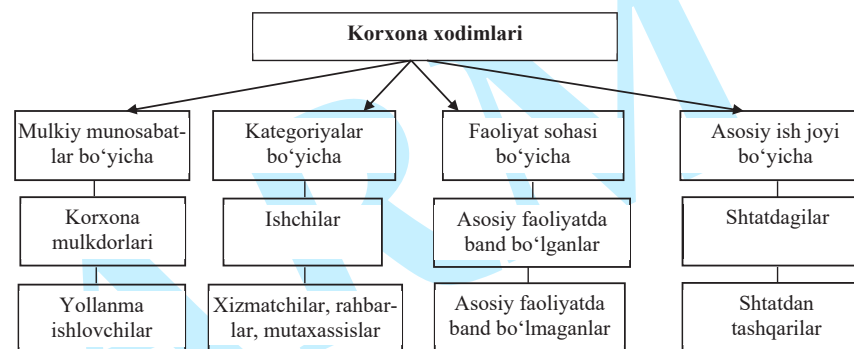 Korxona xodimlari
Mulkiy munosabat-
lar bo‘yicha
Kategoriyalar
bo‘yicha
Faoliyat sohasi
bo‘yicha
Asosiy ish joyi
bo‘yicha
Korxona
mulkdorlari
Ishchilar
Asosiy faoliyatda
band bo‘lganlar
Shtatdagilar
Yollanma
ishlovchilar
Xizmatchilar, rahbar-
lar, mutaxassislar
Asosiy faoliyatda
band bo‘lmaganlar
Shtatdan
tashqarilar